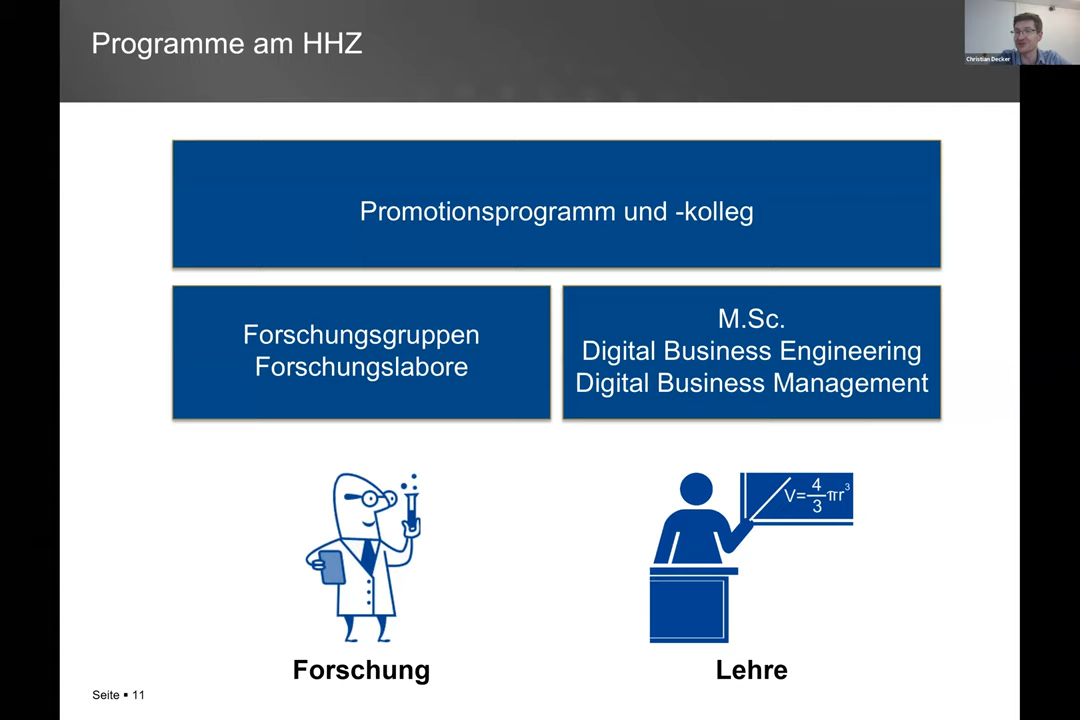 Programme am HHZ
Christian Decker
Promotionsprogramm und -kolleg
Forschungsgruppen
Forschungslabore
M.Sc.
Digital Business Engineering
Digital Business Management
V=4/3πr³
Forschung
Lehre
Seite ▪ 11